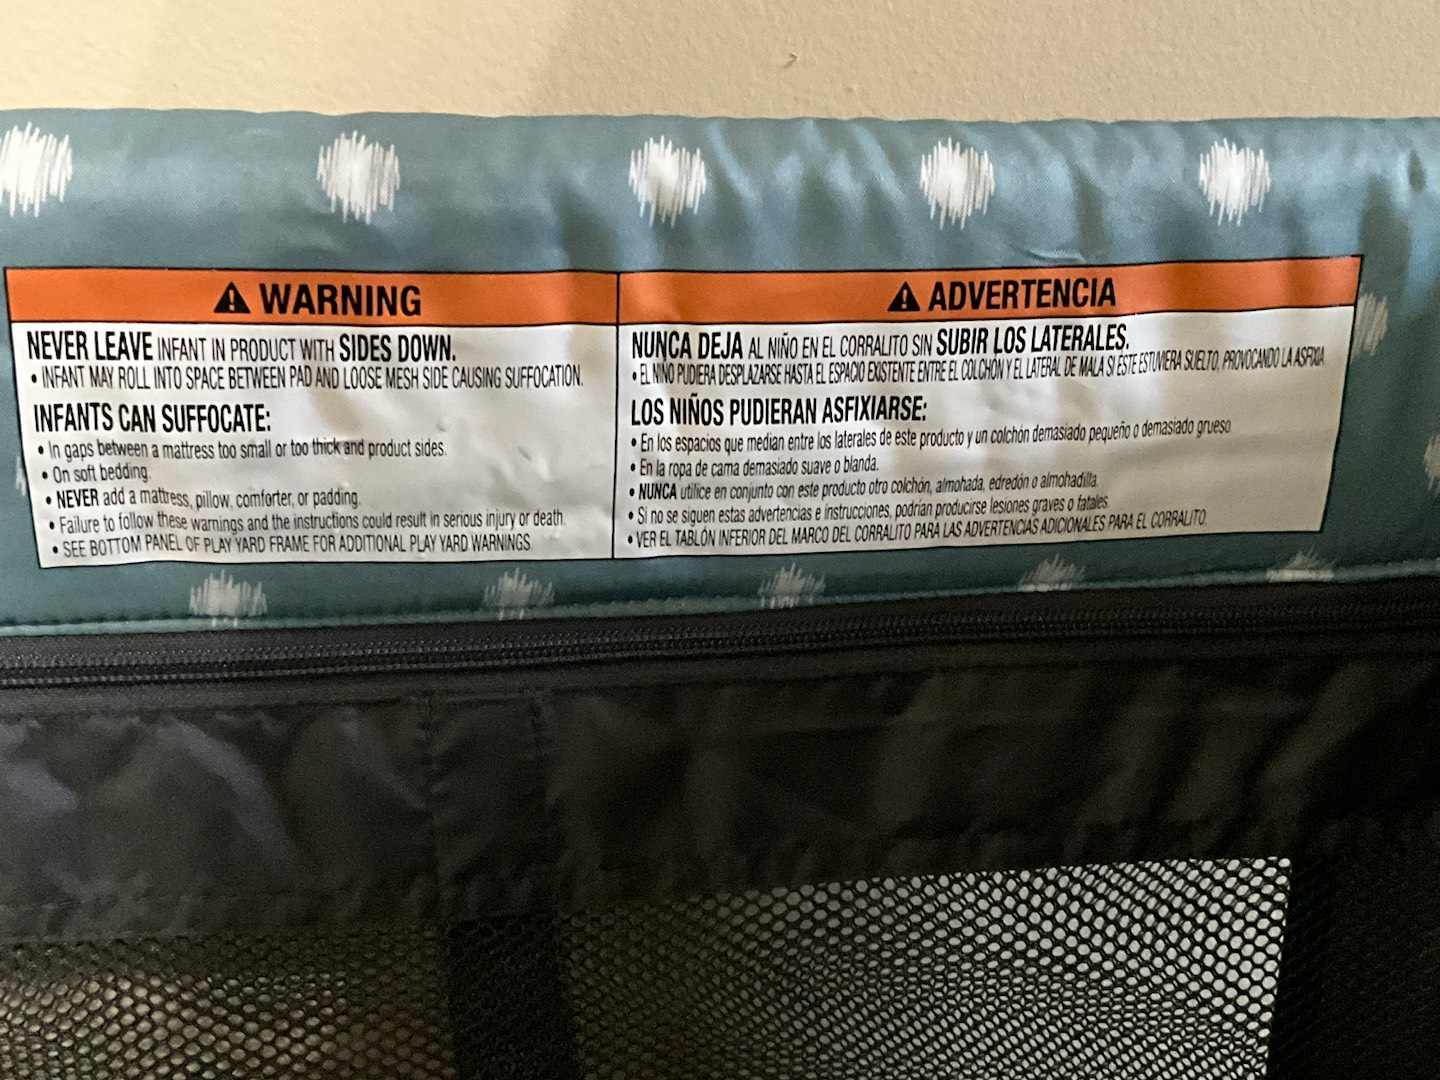 WARNING
NEVER LEAVE INFANT IN PRODUCT WITH SIDES DOWN.
• INFANT MAY ROLL INTO SPACE BETWEEN PAD AND LOOSE MESH SIDE CAUSING SUFFOCATION.
INFANTS CAN SUFFOCATE:
• In gaps between a mattress too small or too thick and product sides.
• On soft bedding.
• NEVER add a mattress, pillow, comforter, or padding.
• Failure to follow these warnings and the instructions could result in serious injury or death.
• SEE BOTTOM PANEL OF PLAY YARD FRAME FOR ADDITIONAL PLAY YARD WARNINGS.
ADVERTENCIA
NUNCA DEJA AL NIÑO EN EL CORRALITO SIN SUBIR LOS LATERALES.
• EL NIÑO PUDIERA DESPLAZARSE HASTA EL ESPACIO EXISTENTE ENTRE EL COLCHÓN Y EL LATERAL DE MALA SI ESTE ESTUVIERA SUELTO, PROVOCANDO LA ASFIXIA.
LOS NIÑOS PUDIERAN ASFIXIARSE:
• En los espacios que median entre los laterales de este producto y un colchón demasiado pequeño o demasiado grueso.
• En la ropa de cama demasiado suave o blanda.
• NUNCA utilice en conjunto con este producto otro colchón, almohada, edredón o almohadilla.
• Si no se siguen estas advertencias e instrucciones, podrían producirse lesiones graves o fatales.
• VER EL TABLÓN INFERIOR DEL MARCO DEL CORRALITO PARA LAS ADVERTENCIAS ADICIONALES PARA EL CORRALITO.